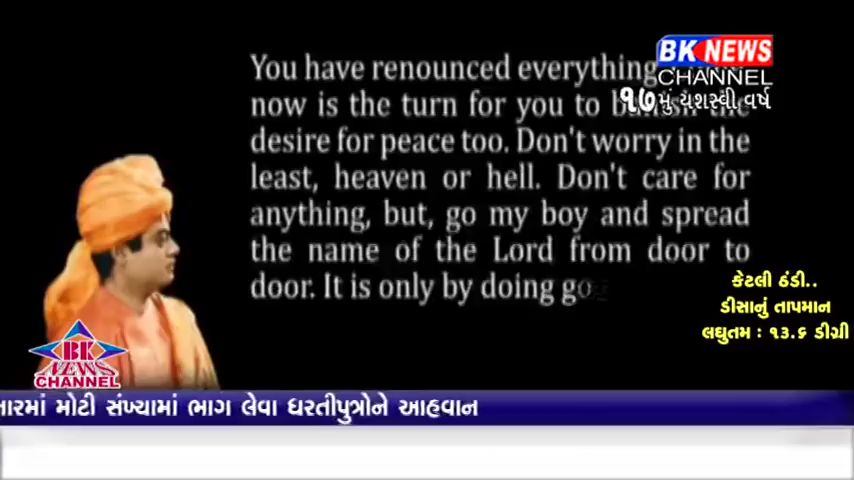 You have renounced everything
now is the turn for you to banish the
desire for peace too. Don't worry in the
least, heaven or hell. Don't care for
anything, but, go my boy and spread
the name of the Lord from door to
door. It is only by doing go
BK NEWS
CHANNEL
૧૭મું યશસ્વી વર્ષ
કેટલી ઠંડી..
ડીસાનું તાપમાન
લઘુતમ : ૧૩.૬ ડીગ્રી
BK
NEWS
CHANNEL
તારમાં મોટી સંખ્યામાં ભાગ લેવા ધરતીપુત્રોને આહવાન